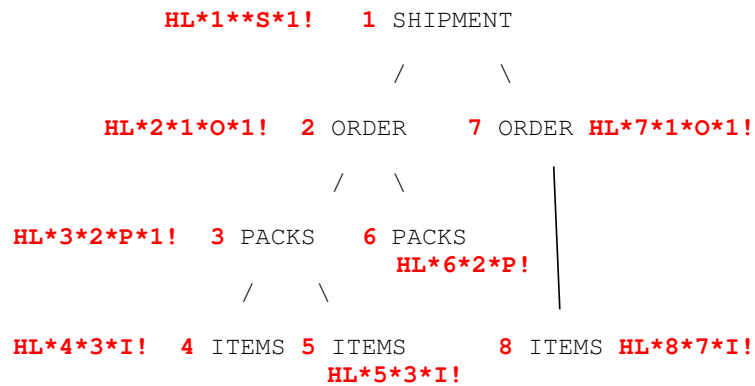 HL*1**S*1! 1 SHIPMENT
/ \
HL*2*1*O*1! 2 ORDER 7 ORDER HL*7*1*O*1!
/ \
HL*3*2*P*1! 3 PACKS 6 PACKS
HL*6*2*P!
/ \
HL*4*3*I! 4 ITEMS 5 ITEMS 8 ITEMS HL*8*7*I!
HL*5*3*I!